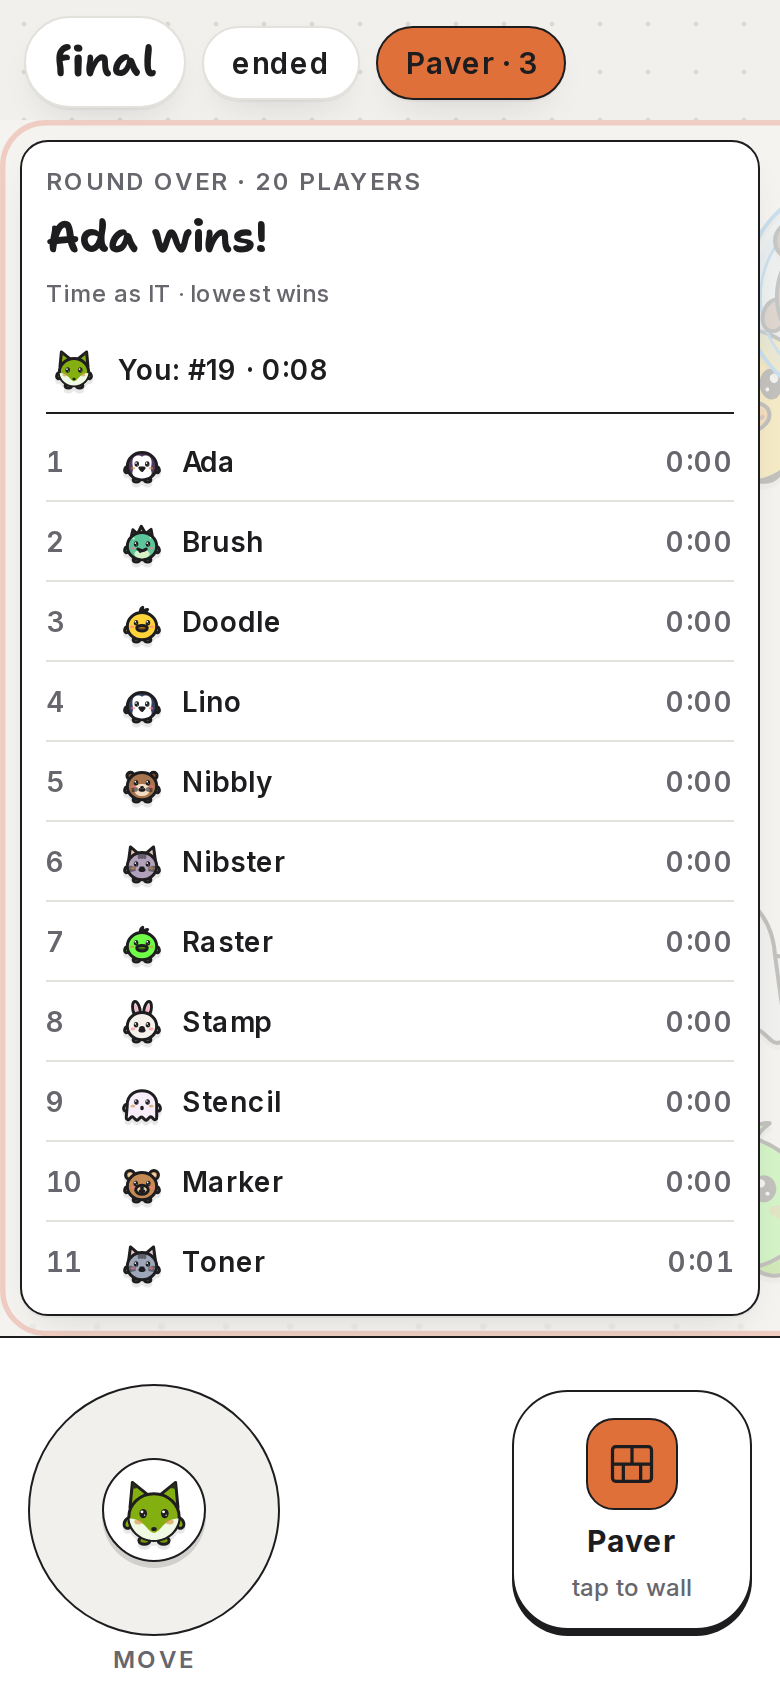 final
ended
Paver · 3
ROUND OVER · 20 PLAYERS
Ada wins!
Time as IT · lowest wins
You: #19 · 0:08
1 Ada 0:00
2 Brush 0:00
3 Doodle 0:00
4 Lino 0:00
5 Nibbly 0:00
6 Nibster 0:00
7 Raster 0:00
8 Stamp 0:00
9 Stencil 0:00
10 Marker 0:00
11 Toner 0:01
Paver
tap to wall
MOVE